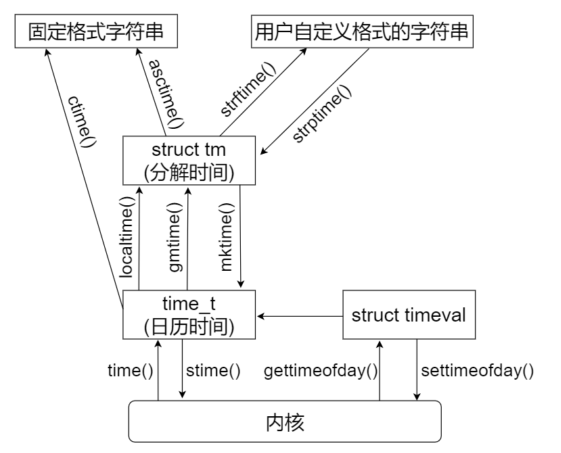 固定格式字符串
用户自定义格式的字符串
ctime()
asctime()
strftime()
strptime()
struct tm
(分解时间)
localtime()
gmtime()
mktime()
time_t
(日历时间)
struct timeval
time()
stime()
gettimeofday()
settimeofday()
内核